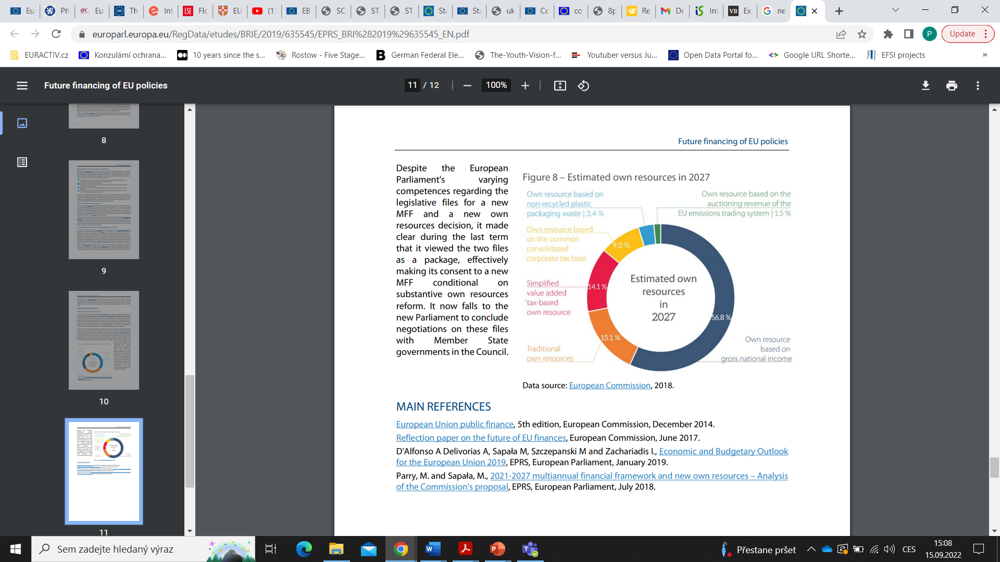 Eu
Př
Eu
Th
Int
Flo
EU
(1
EB
SC
ST
ST
Sta
Sta
uk
Co
co
8p
Re
Do
Int
Ex
ne
europarl.europa.eu/RegData/etudes/BRIE/2019/635545/EPRS_BRI%282019%29635545_EN.pdf
P
Update
EURACTIV.cz
Konzulární ochrana...
10 years since the s...
Rostow - Five Stage...
German Federal Ele...
The-Youth-Vision-f...
Youtuber versus Ju...
Open Data Portal fo...
Google URL Shorte...
EFSI projects
»
Future financing of EU policies
11 / 12
100%
8
9
10
11
Future financing of EU policies
Despite the European
Parliament's varying
competences regarding the
legislative files for a new
MFF and a new own
resources decision, it made
clear during the last term
that it viewed the two files
as a package, effectively
making its consent to a new
MFF conditional on
substantive own resources
reform. It now falls to the
new Parliament to conclude
negotiations on these files
with Member State
governments in the Council.
Figure 8 – Estimated own resources in 2027
Own resource based on
non-recycled plastic
packaging waste | 3.4 %
Own resource based on the
auctioning revenue of the
EU emissions trading system | 1.5 %
Own resource based
on the common
consolidated
corporate tax base
9.0 %
Simplified
value added
tax-based
own resource
14.1 %
Estimated own
resources
in
2027
56.8 %
15.1 %
Traditional
own resources
Own resource
based on
gross national income
Data source: European Commission, 2018.
MAIN REFERENCES
European Union public finance, 5th edition, European Commission, December 2014.
Reflection paper on the future of EU finances, European Commission, June 2017.
D'Alfonso A Delivorias A, Sapała M, Szczepanski M and Zachariadis I., Economic and Budgetary Outlook
for the European Union 2019, EPRS, European Parliament, January 2019.
Parry, M. and Sapała, M., 2021-2027 multiannual financial framework and new own resources – Analysis
of the Commission's proposal, EPRS, European Parliament, July 2018.
Sem zadejte hledaný výraz
Přestane pršet
CES
15:08
15.09.2022